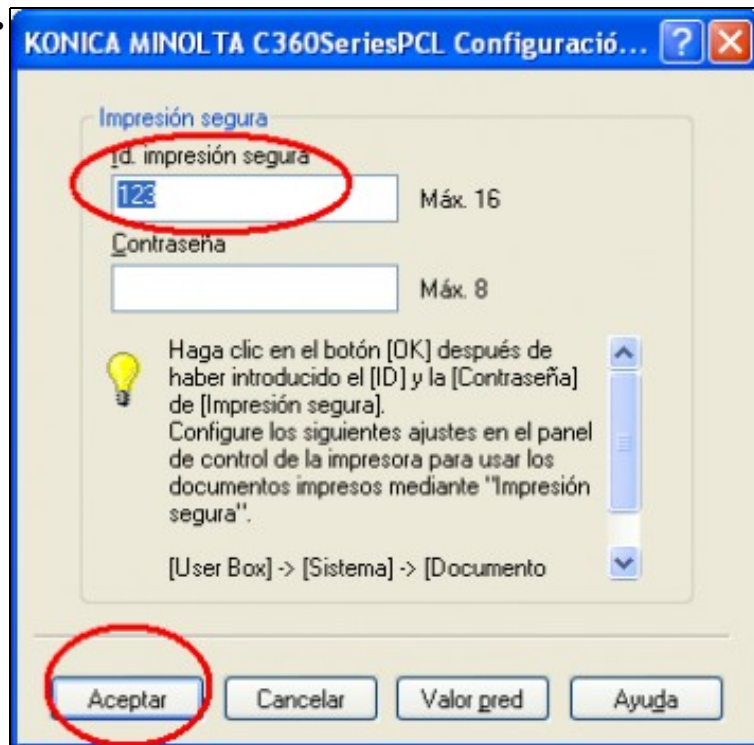 KONICA MINOLTA C360SeriesPCL Configuració...
Impresión segura
Id. impresión segura
123
Máx. 16
Contraseña
Máx. 8
Haga clic en el botón [OK] después de
haber introducido el [ID] y la [Contraseña]
de [Impresión segura].
Configure los siguientes ajustes en el panel
de control de la impresora para usar los
documentos impresos mediante "Impresión
segura".
[User Box] -> [Sistema] -> [Documento
Aceptar
Cancelar
Valor pred
Ayuda